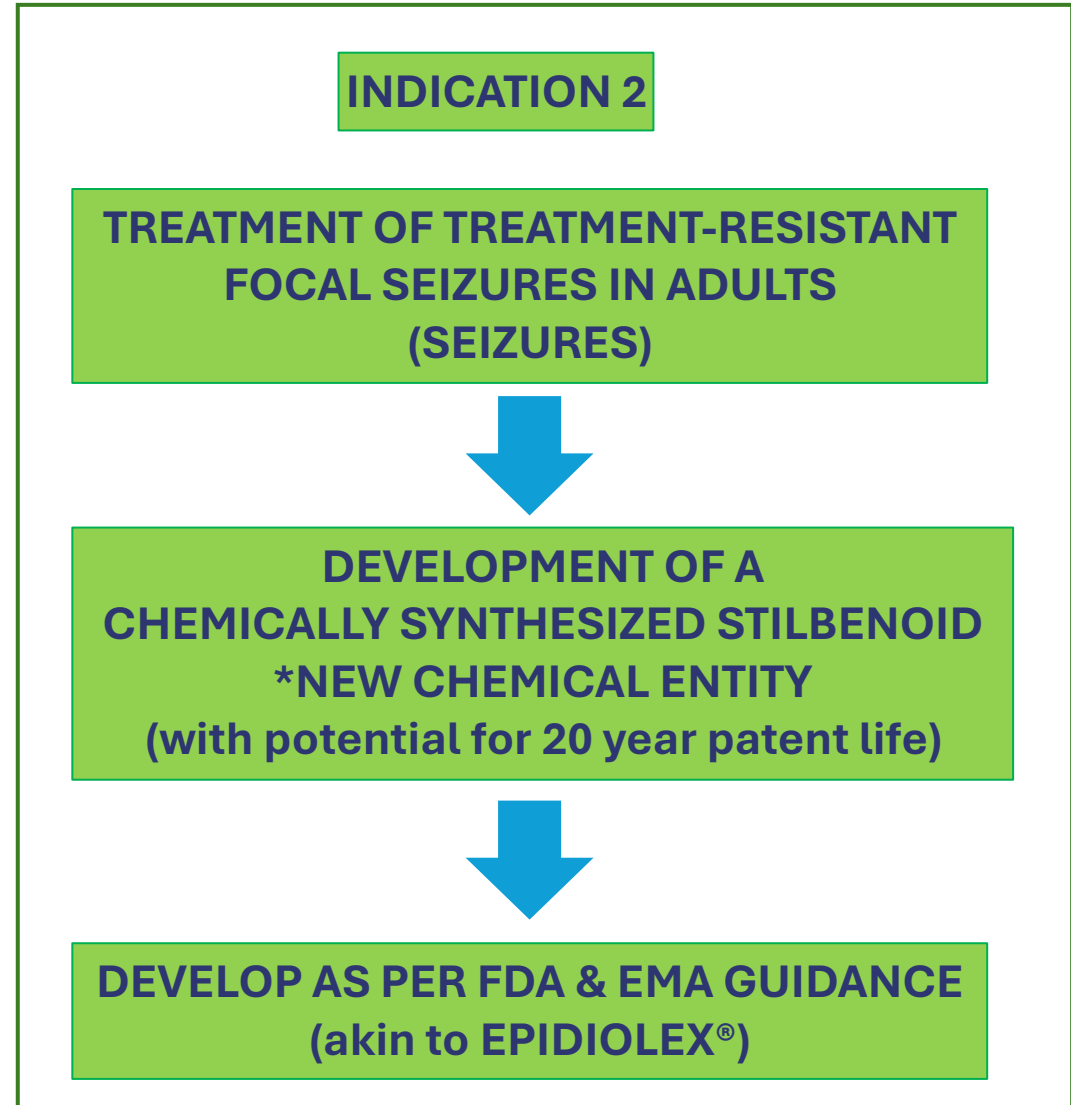 INDICATION 2
TREATMENT OF TREATMENT-RESISTANT
FOCAL SEIZURES IN ADULTS
(SEIZURES)
DEVELOPMENT OF A
CHEMICALLY SYNTHESIZED STILBENOID
*NEW CHEMICAL ENTITY
(with potential for 20 year patent life)
DEVELOP AS PER FDA & EMA GUIDANCE
(akin to EPIDIOLEX®)